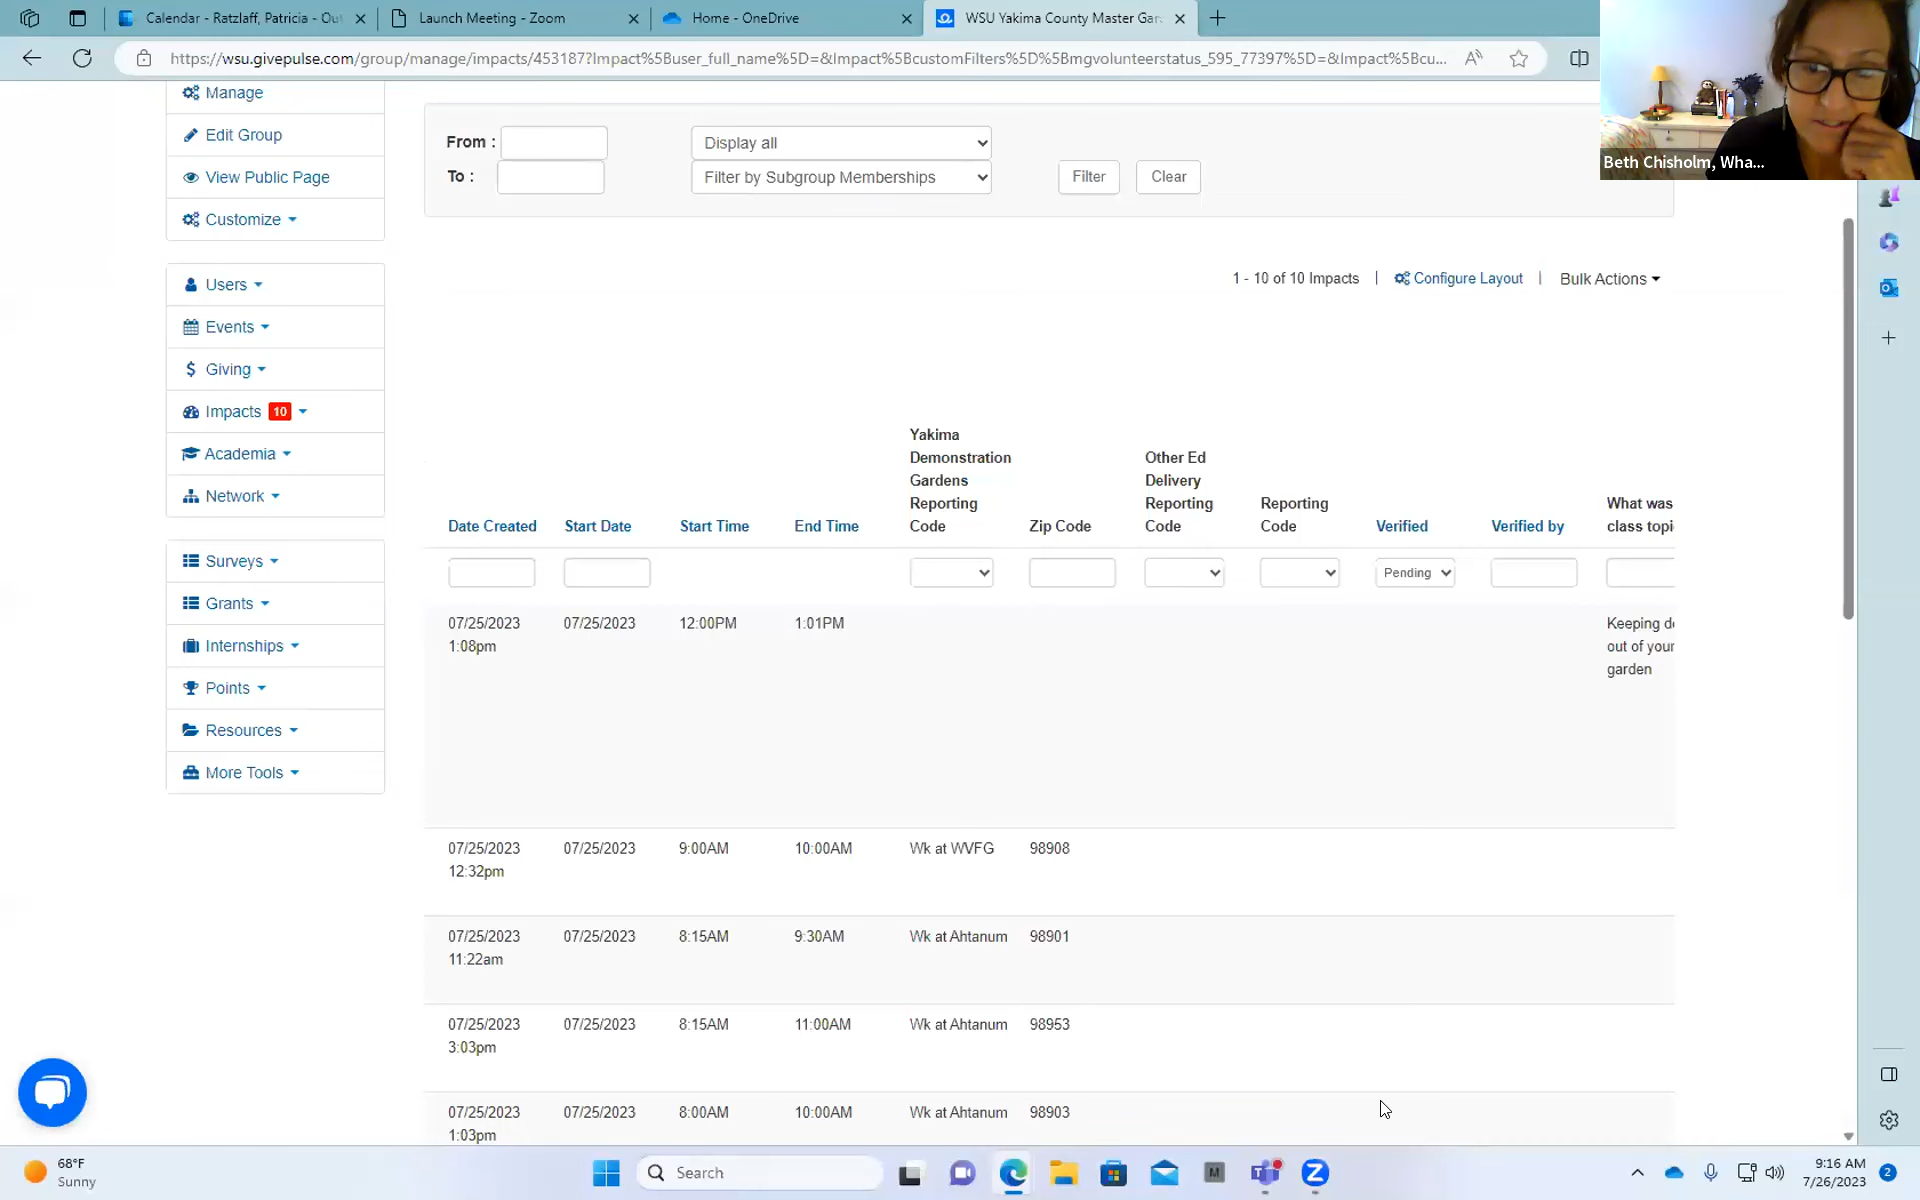 Calendar - Ratzlaff, Patricia - Ou
Launch Meeting - Zoom
Home - OneDrive
WSU Yakima County Master Gar
https://wsu.givepulse.com/group/manage/impacts/453187?Impact%5Buser_full_name%5D=&Impact%5BcustomFilters%5D%5Bmgvolunteerstatus_595_77397%5D=&Impact%5Bcu...
Beth Chisholm, Wha...
Manage
Edit Group
View Public Page
Customize
Users
Events
Giving
Impacts 10
Academia
Network
Surveys
Grants
Internships
Points
Resources
More Tools
From :
Display all
To :
Filter by Subgroup Memberships
Filter
Clear
1 - 10 of 10 Impacts | Configure Layout | Bulk Actions
Date Created
Start Date
Start Time
End Time
Yakima
Demonstration
Gardens
Reporting
Code
Zip Code
Other Ed
Delivery
Reporting
Code
Reporting
Code
Verified
Verified by
What was
class topi
Pending
07/25/2023 07/25/2023 12:00PM 1:01PM Keeping de
1:08pm out of your
garden
07/25/2023 07/25/2023 9:00AM 10:00AM Wk at WVFG 98908
12:32pm
07/25/2023 07/25/2023 8:15AM 9:30AM Wk at Ahtanum 98901
11:22am
07/25/2023 07/25/2023 8:15AM 11:00AM Wk at Ahtanum 98953
3:03pm
07/25/2023 07/25/2023 8:00AM 10:00AM Wk at Ahtanum 98903
1:03pm
68°F
Sunny
Search
9:16 AM
7/26/2023
2